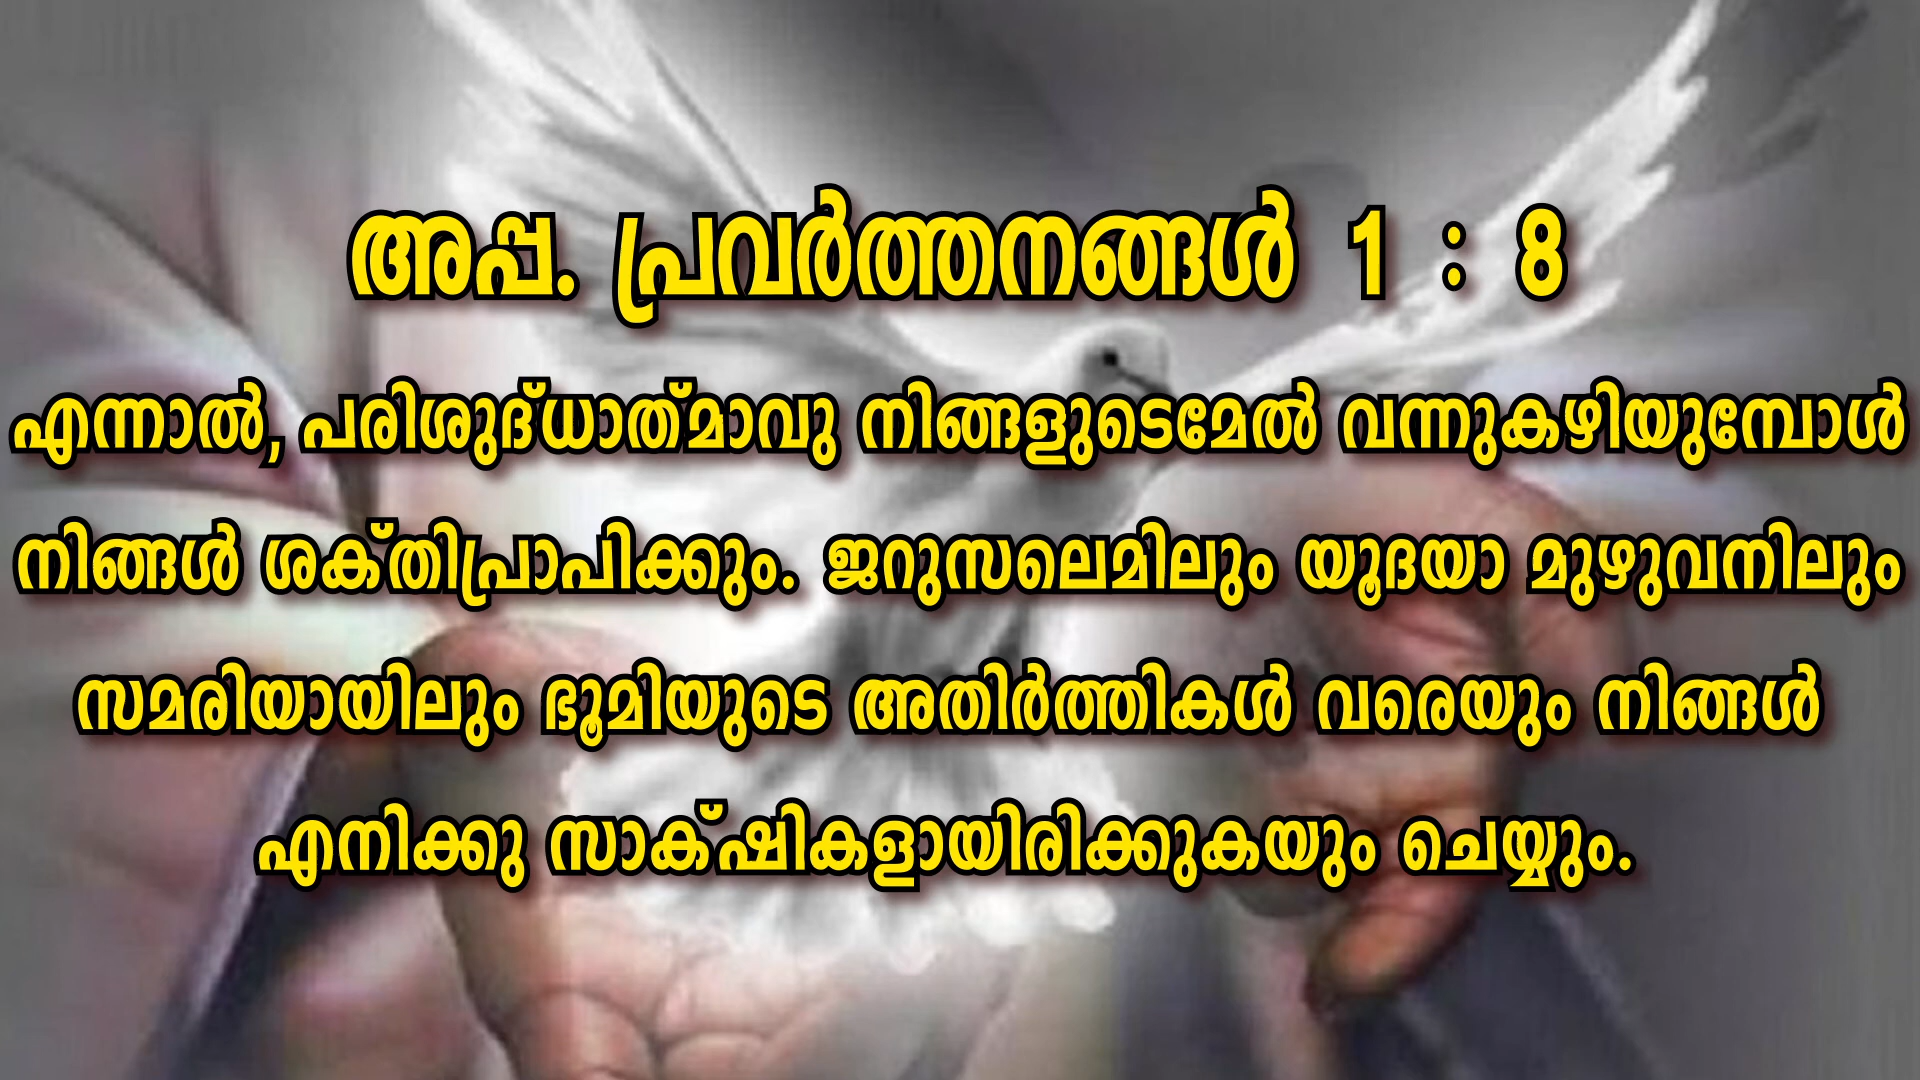 അപ്പ. പ്രവർത്തനങ്ങൾ 1 : 8
എന്നാൽ, പരിശുദ്‌ധാത്‌മാവു നിങ്ങളുടെമേൽ വന്നുകഴിയുമ്പോൾ
നിങ്ങൾ ശക്‌തിപ്രാപിക്കും. ജറുസലെമിലും യൂദയാ മുഴുവനിലും
സമരിയായിലും ഭൂമിയുടെ അതിർത്തികൾ വരെയും നിങ്ങൾ
എനിക്കു സാക്‌ഷികളായിരിക്കുകയും ചെയ്യും.